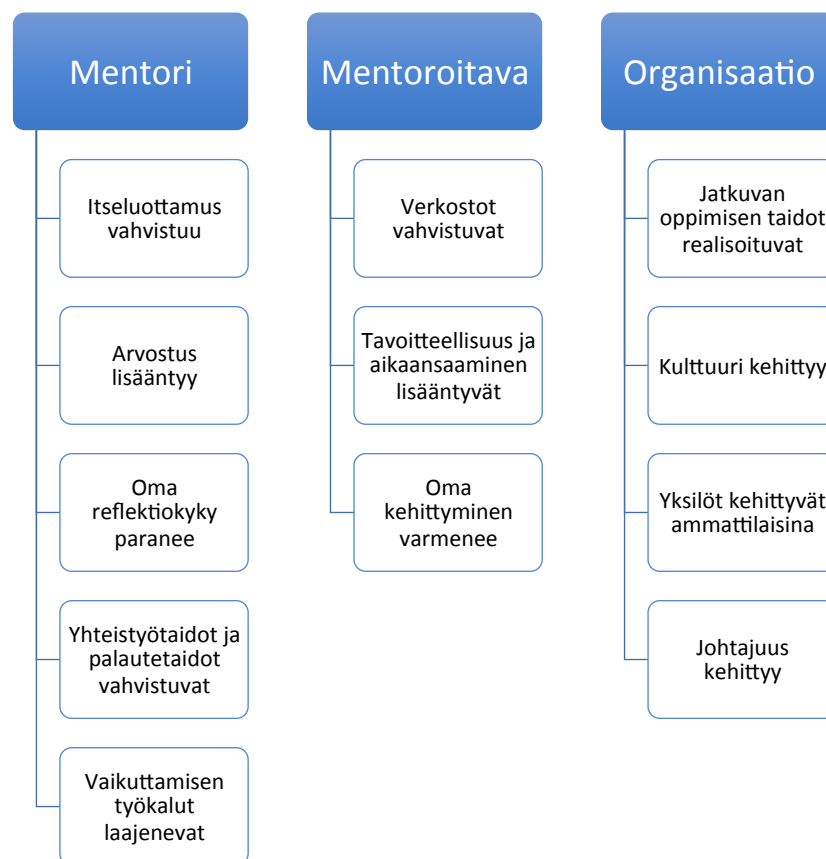 Mentori
Itseluottamus
vahvistuu
Arvostus
lisääntyy
Oma
reflektiokyky
paranee
Yhteistyötaidot ja
palautetaidot
vahvistuvat
Vaikuttamisen
työkalut
laajenevat
Mentoroitava
Verkostot
vahvistuvat
Tavoitteellisuus ja
aikaansaaminen
lisääntyvät
Oma
kehittyminen
varmenee
Organisaatio
Jatkuvan
oppimisen taidot
realisoituvat
Kulttuuri kehittyy
Yksilöt kehittyvät
ammattilaisina
Johtajuus
kehittyy